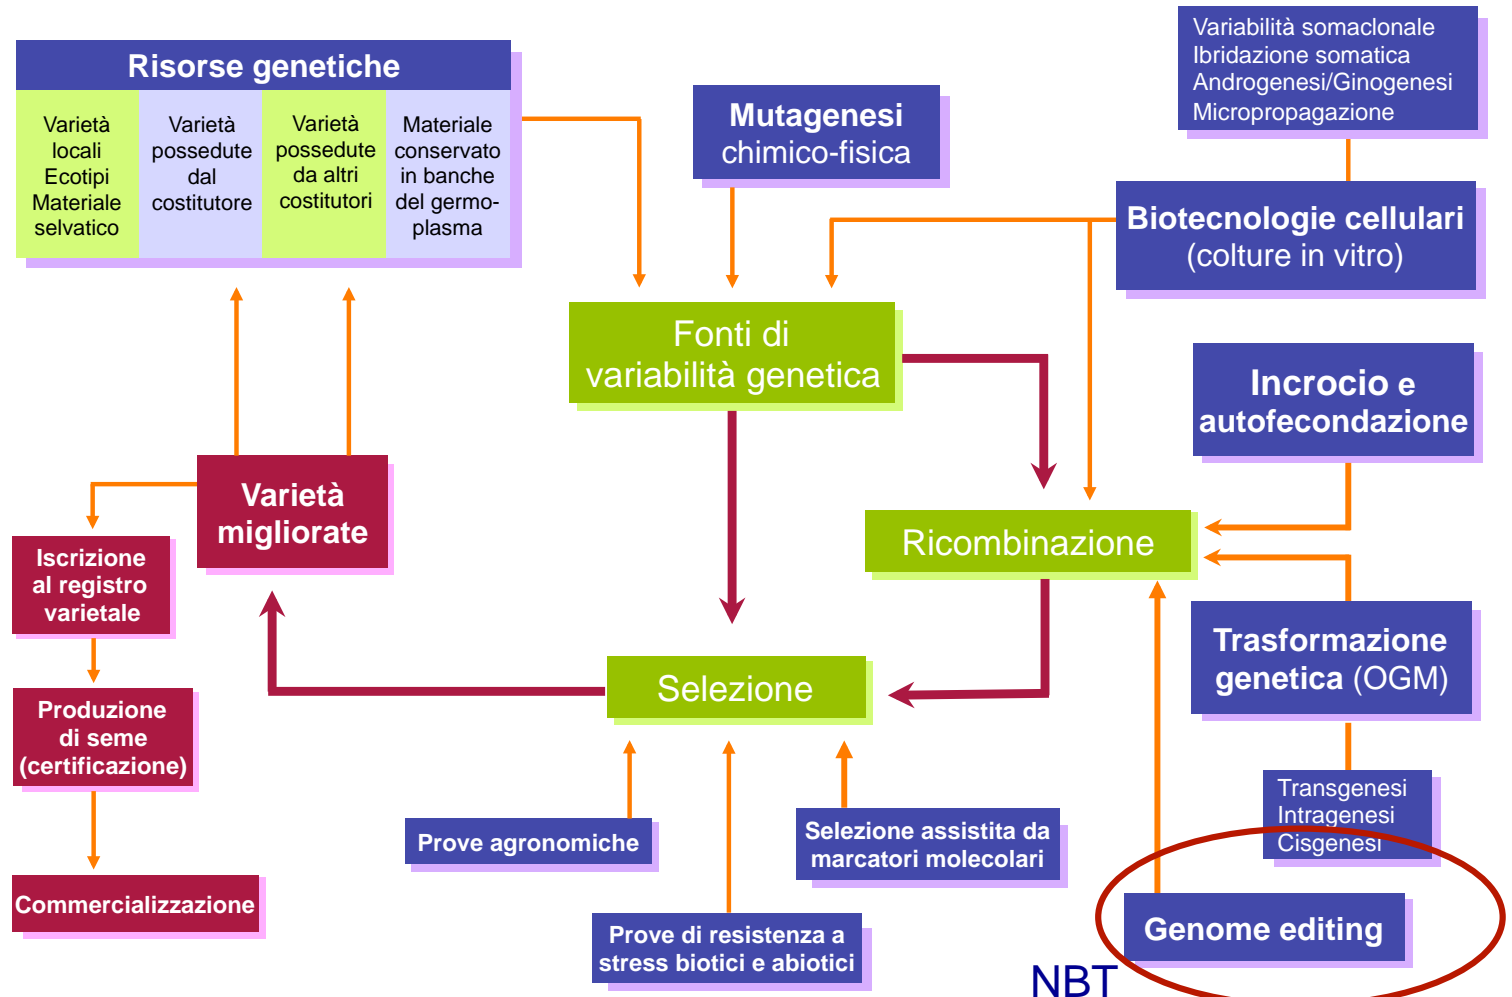 Risorse genetiche
Varietà
locali
Ecotipi
Materiale
selvatico
Varietà
possedute
dal
costitutore
Varietà
possedute
da altri
costitutori
Materiale
conservato
in banche
del germo-
plasma
Mutagenesi
chimico-fisica
Variabilità somaclonale
Ibridazione somatica
Androgenesi/Ginogenesi
Micropropagazione
Biotecnologie cellulari
(colture in vitro)
Fonti di
variabilità genetica
Incrocio e
autofecondazione
Varietà
migliorate
Ricombinazione
Iscrizione
al registro
varietale
Trasformazione
genetica (OGM)
Selezione
Produzione
di seme
(certificazione)
Transgenesi
Intragenesi
Cisgenesi
Prove agronomiche
Selezione assistita da
marcatori molecolari
Commercializzazione
Genome editing
Prove di resistenza a
stress biotici e abiotici
NBT